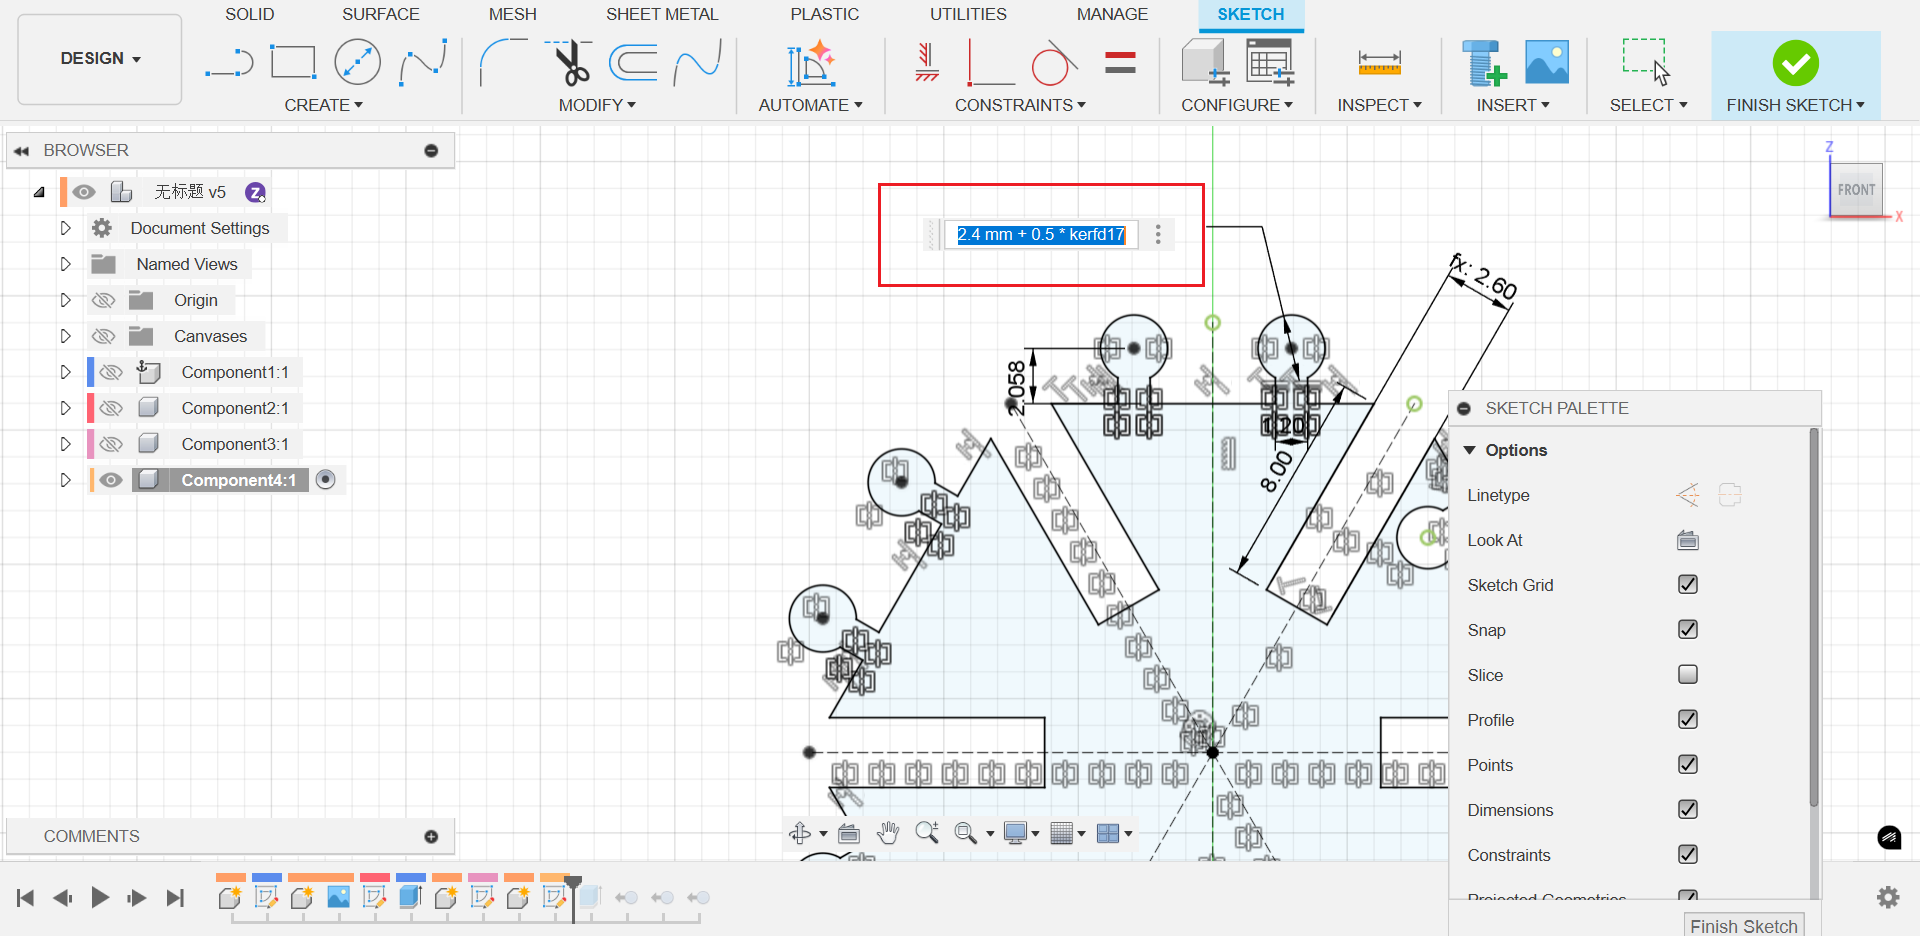 SOLID
SURFACE
MESH
SHEET METAL
PLASTIC
UTILITIES
MANAGE
SKETCH
DESIGN
CREATE
MODIFY
AUTOMATE
CONSTRAINTS
CONFIGURE
INSPECT
INSERT
SELECT
FINISH SKETCH
BROWSER
无标题 v5
Z
Document Settings
Named Views
Origin
Canvases
Component1:1
Component2:1
Component3:1
Component4:1
2.4 mm + 0.5 * kerfd17
Z
FRONT
X
fx: 2.60
2.058
1.20
8.00
SKETCH PALETTE
Options
Linetype
Look At
Sketch Grid
Snap
Slice
Profile
Points
Dimensions
Constraints
Projected Geometries
Finish Sketch
COMMENTS